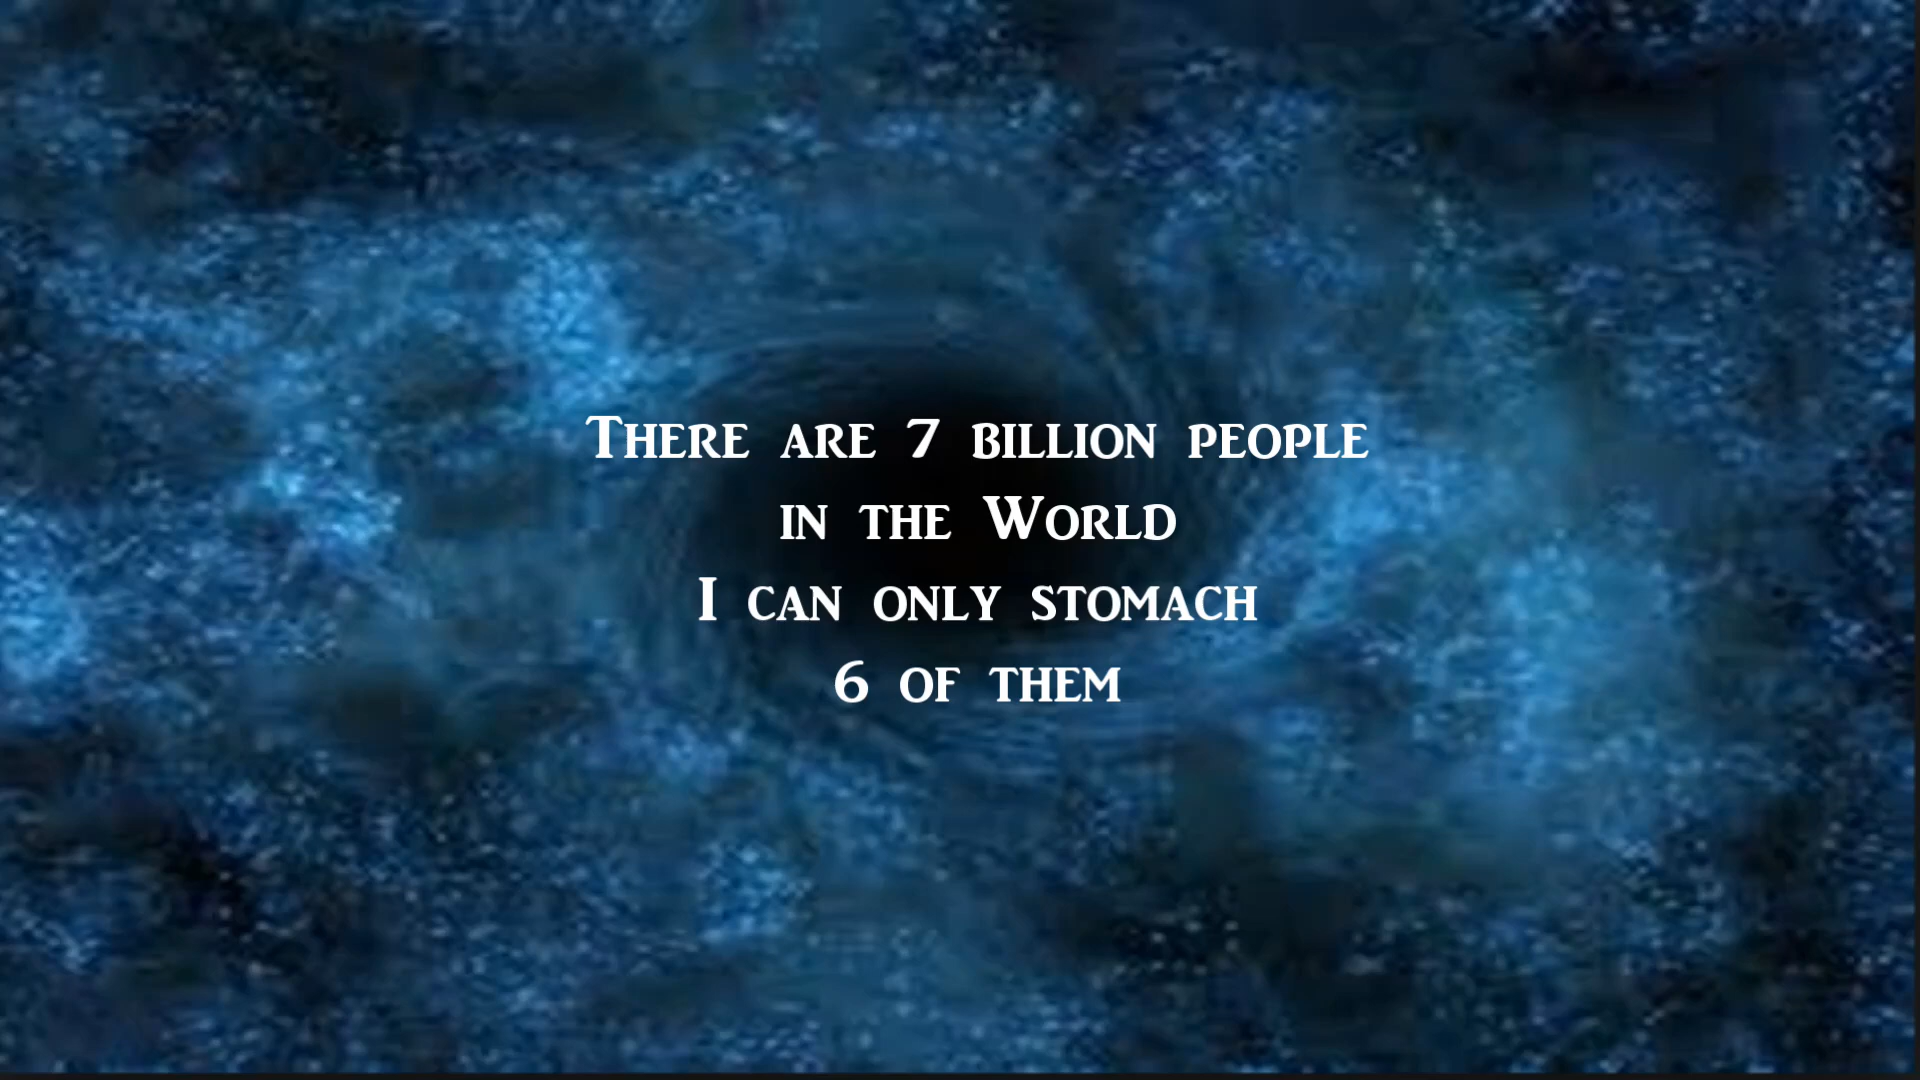 There are 7 billion people
in the World
I can only stomach
6 of them